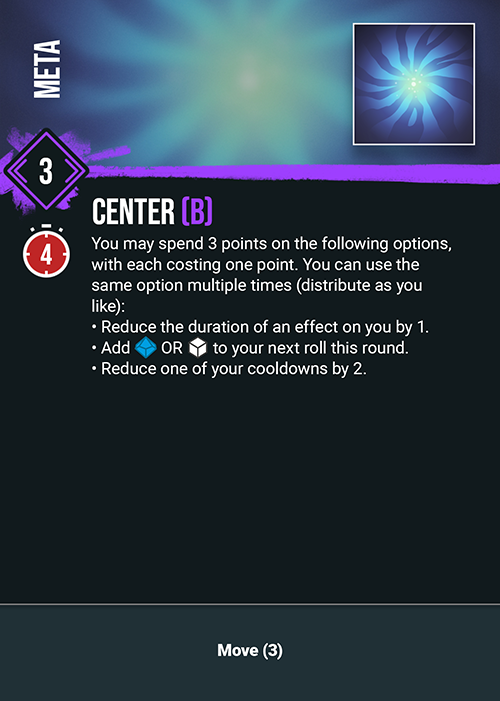 META
3
CENTER (B)
4
You may spend 3 points on the following options,
with each costing one point. You can use the
same option multiple times (distribute as you
like):
• Reduce the duration of an effect on you by 1.
• Add OR to your next roll this round.
• Reduce one of your cooldowns by 2.
Move (3)